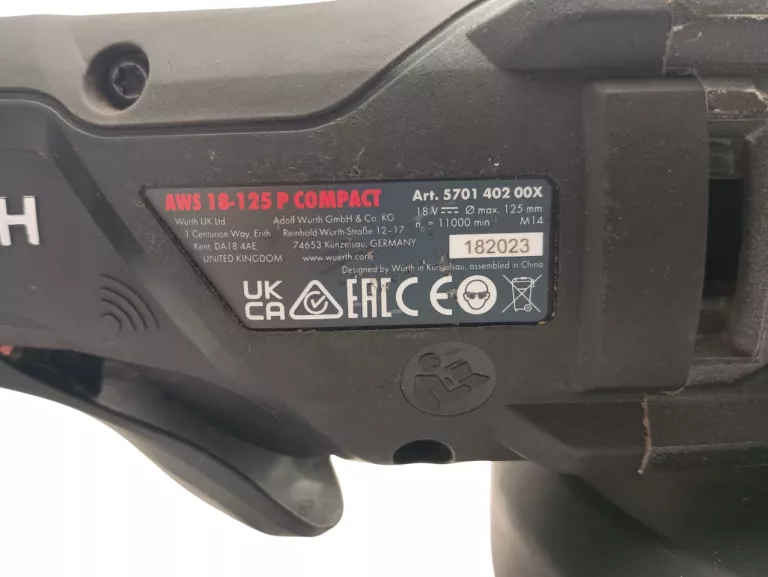 H
AWS 18-125 P COMPACT
Art. 5701 402 00X
Würth UK Ltd.
1 Centurion Way, Erith
Kent, DA18 4AE,
UNITED KINGDOM
Adolf Würth GmbH & Co. KG
Reinhold-Würth-Straße 12-17
74653 Künzelsau, GERMANY
www.wuerth.com
18 V ⎓ Ø max. 125 mm
n₀ = 11000 min M14
182023
Designed by Würth in Künzelsau, assembled in China
UK
CA EAC CE